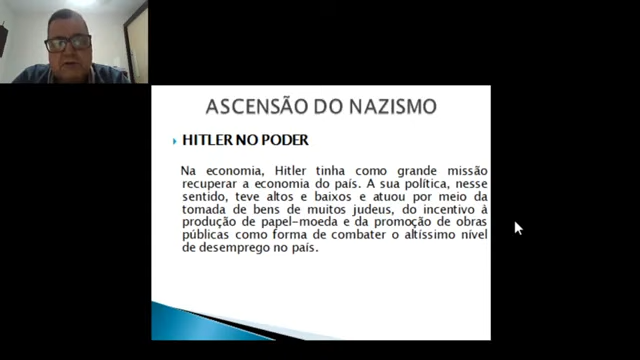 ASCENSÃO DO NAZISMO
HITLER NO PODER
Na economia, Hitler tinha como grande missão
recuperar a economia do país. A sua política, nesse
sentido, teve altos e baixos e atuou por meio da
tomada de bens de muitos judeus, do incentivo à
produção de papel-moeda e da promoção de obras
públicas como forma de combater o altíssimo nível
de desemprego no país.